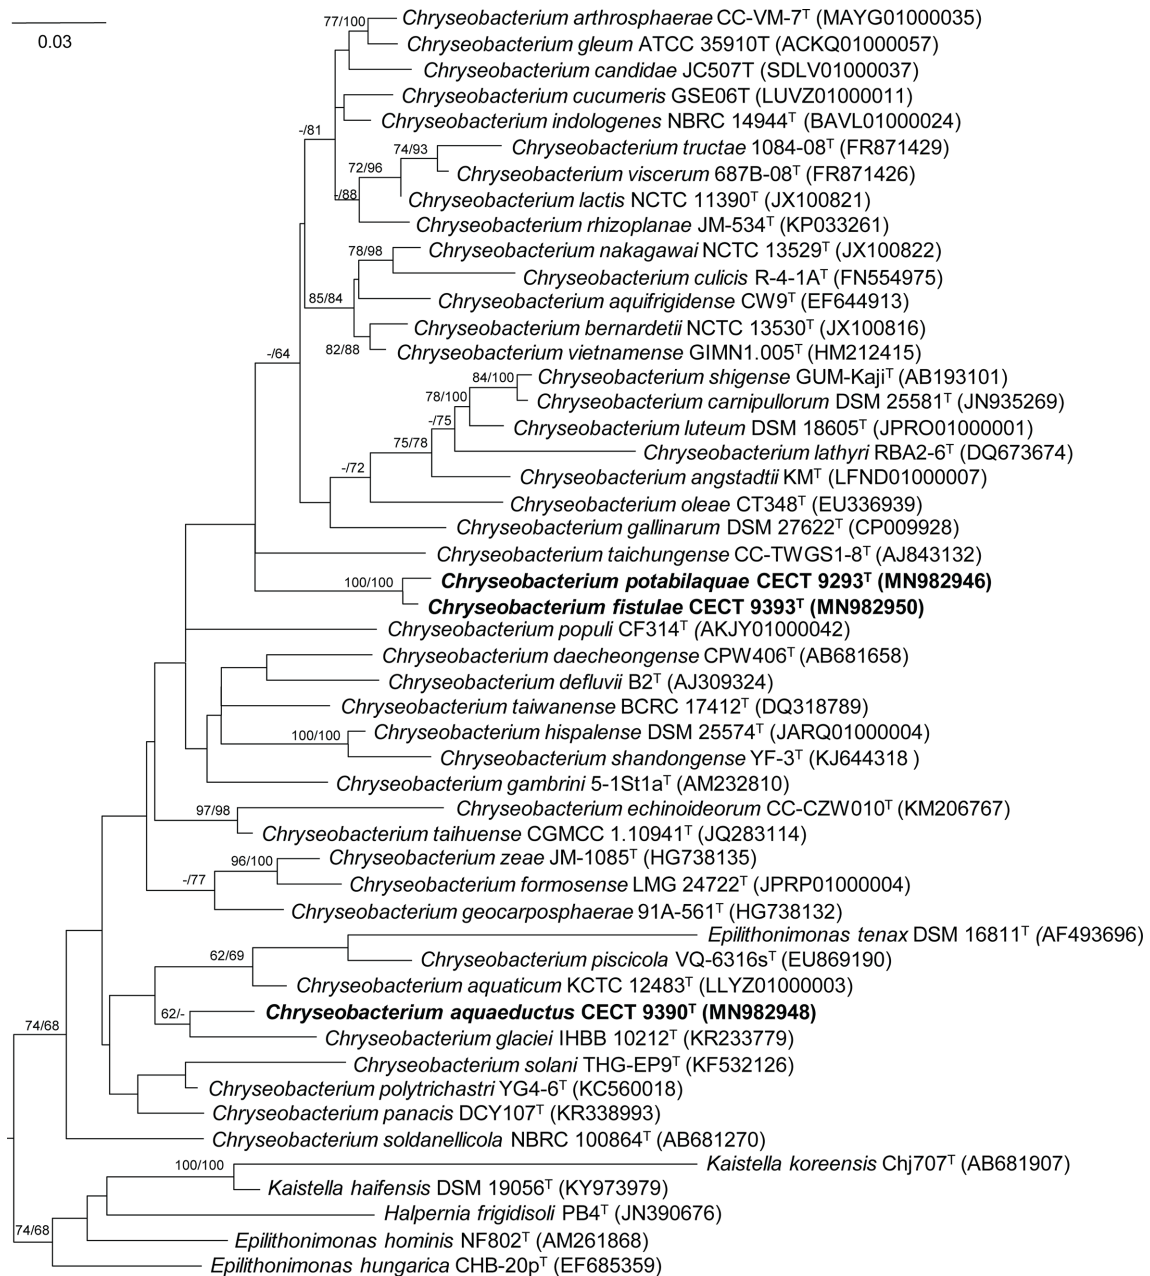 77/100
Chryseobacterium arthrosphaerae CC-VM-7ᵀ (MAYG01000035)
0.03
Chryseobacterium gleum ATCC 35910T (ACKQ01000057)
Chryseobacterium candidae JC507T (SDLV01000037)
Chryseobacterium cucumeris GSE06T (LUVZ01000011)
Chryseobacterium indologenes NBRC 14944ᵀ (BAVL01000024)
-/81
74/93
Chryseobacterium tructae 1084-08ᵀ (FR871429)
72/96
Chryseobacterium viscerum 687B-08ᵀ (FR871426)
-/88
Chryseobacterium lactis NCTC 11390ᵀ (JX100821)
Chryseobacterium rhizoplanae JM-534ᵀ (KP033261)
78/98
Chryseobacterium nakagawai NCTC 13529ᵀ (JX100822)
Chryseobacterium culicis R-4-1Aᵀ (FN554975)
85/84
Chryseobacterium aquifrigidense CW9ᵀ (EF644913)
Chryseobacterium bernardetii NCTC 13530ᵀ (JX100816)
82/88
Chryseobacterium vietnamense GIMN1.005ᵀ (HM212415)
-/64
84/100
Chryseobacterium shigense GUM-Kajiᵀ (AB193101)
78/100
Chryseobacterium carnipullorum DSM 25581ᵀ (JN935269)
-/75
Chryseobacterium luteum DSM 18605ᵀ (JPRO01000001)
75/78
Chryseobacterium lathyri RBA2-6ᵀ (DQ673674)
-/72
Chryseobacterium angstadtii KMᵀ (LFND01000007)
Chryseobacterium oleae CT348ᵀ (EU336939)
Chryseobacterium gallinarum DSM 27622ᵀ (CP009928)
Chryseobacterium taichungense CC-TWGS1-8ᵀ (AJ843132)
100/100
Chryseobacterium potabilaquae CECT 9293ᵀ (MN982946)
Chryseobacterium fistulae CECT 9393ᵀ (MN982950)
Chryseobacterium populi CF314ᵀ (AKJY01000042)
Chryseobacterium daecheongense CPW406ᵀ (AB681658)
Chryseobacterium defluvii B2ᵀ (AJ309324)
Chryseobacterium taiwanense BCRC 17412ᵀ (DQ318789)
100/100
Chryseobacterium hispalense DSM 25574ᵀ (JARQ01000004)
Chryseobacterium shandongense YF-3ᵀ (KJ644318 )
Chryseobacterium gambrini 5-1St1aᵀ (AM232810)
97/98
Chryseobacterium echinoideorum CC-CZW010ᵀ (KM206767)
Chryseobacterium taihuense CGMCC 1.10941ᵀ (JQ283114)
96/100
Chryseobacterium zeae JM-1085ᵀ (HG738135)
-/77
Chryseobacterium formosense LMG 24722ᵀ (JPRP01000004)
Chryseobacterium geocarposphaerae 91A-561ᵀ (HG738132)
Epilithonimonas tenax DSM 16811ᵀ (AF493696)
62/69
Chryseobacterium piscicola VQ-6316sᵀ (EU869190)
Chryseobacterium aquaticum KCTC 12483ᵀ (LLYZ01000003)
62/-
Chryseobacterium aquaeductus CECT 9390ᵀ (MN982948)
74/68
Chryseobacterium glaciei IHBB 10212ᵀ (KR233779)
Chryseobacterium solani THG-EP9ᵀ (KF532126)
Chryseobacterium polytrichastri YG4-6ᵀ (KC560018)
Chryseobacterium panacis DCY107ᵀ (KR338993)
Chryseobacterium soldanellicola NBRC 100864ᵀ (AB681270)
100/100
Kaistella koreensis Chj707ᵀ (AB681907)
Kaistella haifensis DSM 19056ᵀ (KY973979)
Halpernia frigidisoli PB4ᵀ (JN390676)
74/68
Epilithonimonas hominis NF802ᵀ (AM261868)
Epilithonimonas hungarica CHB-20pᵀ (EF685359)